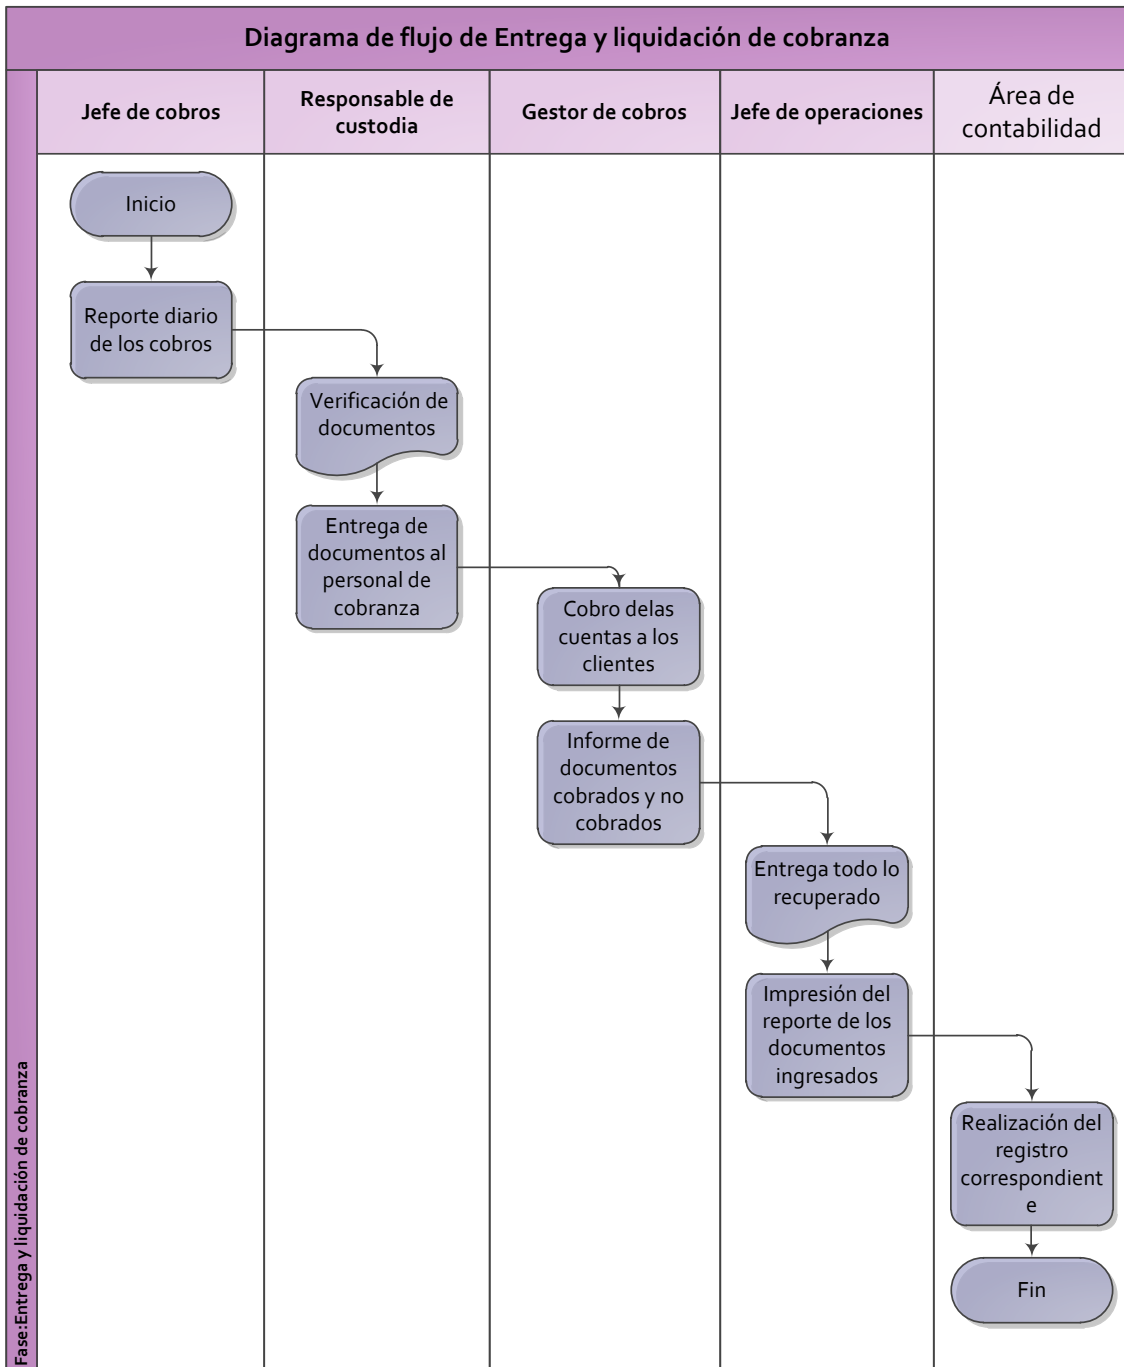 Diagrama de flujo de Entrega y liquidación de cobranza
Jefe de cobros
Responsable de
custodia
Gestor de cobros
Jefe de operaciones
Área de
contabilidad
Fase:Entrega y liquidación de cobranza
Inicio
Reporte diario
de los cobros
Verificación de
documentos
Entrega de
documentos al
personal de
cobranza
Cobro delas
cuentas a los
clientes
Informe de
documentos
cobrados y no
cobrados
Entrega todo lo
recuperado
Impresión del
reporte de los
documentos
ingresados
Realización del
registro
correspondient
e
Fin